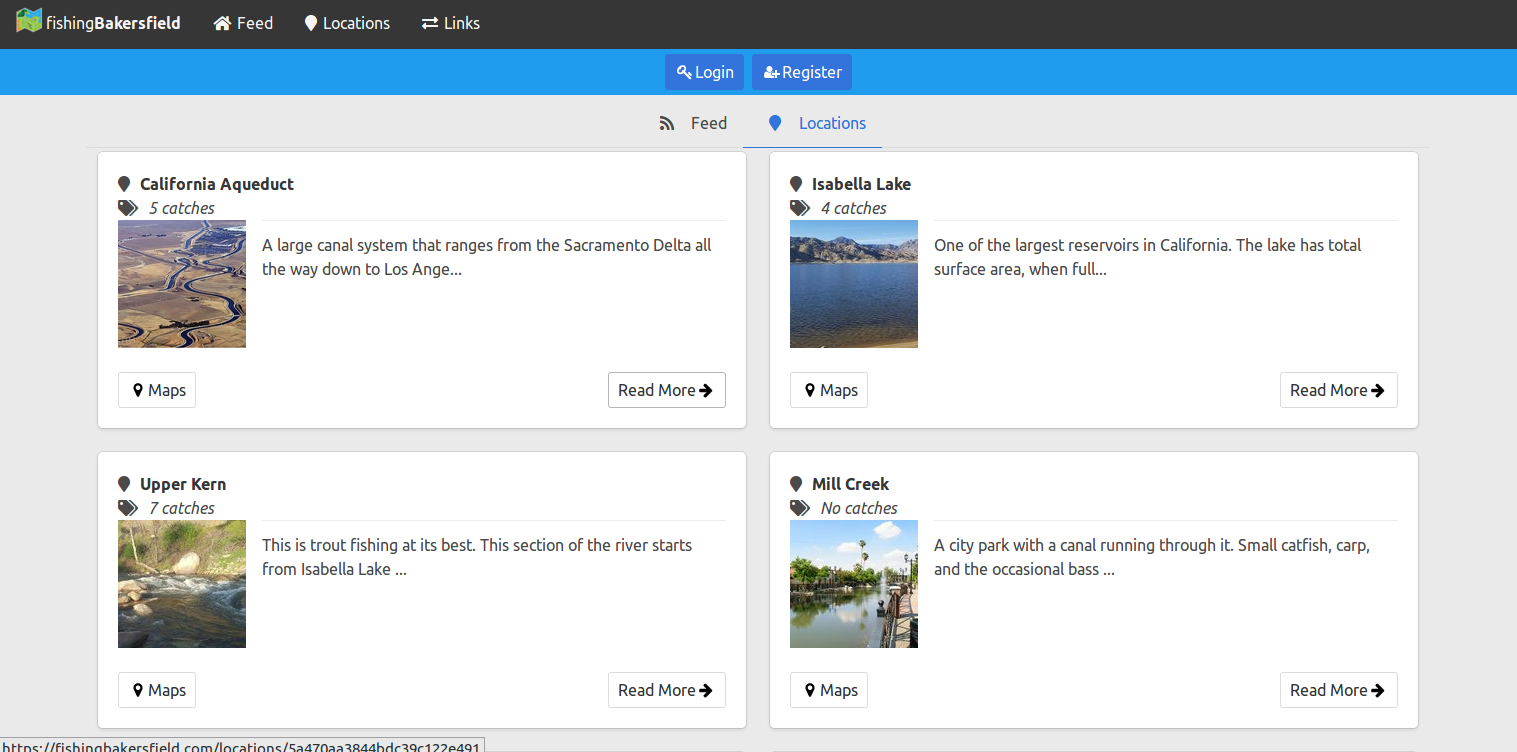 fishingBakersfield Feed Locations Links
Login Register
Feed Locations
California Aqueduct
5 catches
A large canal system that ranges from the Sacramento Delta all
the way down to Los Ange...
Maps Read More
Isabella Lake
4 catches
One of the largest reservoirs in California. The lake has total
surface area, when full...
Maps Read More
Upper Kern
7 catches
This is trout fishing at its best. This section of the river starts
from Isabella Lake ...
Maps Read More
Mill Creek
No catches
A city park with a canal running through it. Small catfish, carp,
and the occasional bass ...
Maps Read More
https://fishingbakersfield.com/locations/5a470aa3844bdc39c122e491